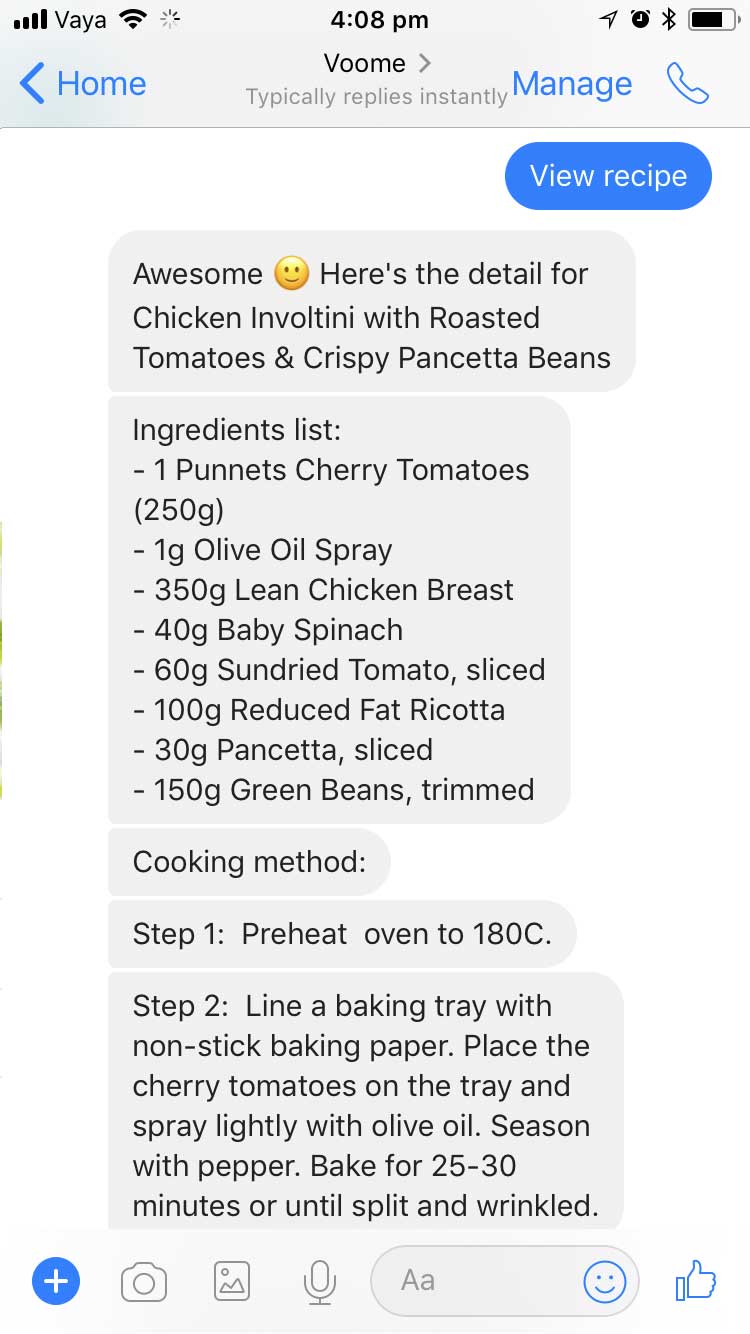 Vaya 4:08 pm
Home Voome Manage
Typically replies instantly
View recipe
Awesome 🙂 Here's the detail for
Chicken Involtini with Roasted
Tomatoes & Crispy Pancetta Beans
Ingredients list:
- 1 Punnets Cherry Tomatoes
(250g)
- 1g Olive Oil Spray
- 350g Lean Chicken Breast
- 40g Baby Spinach
- 60g Sundried Tomato, sliced
- 100g Reduced Fat Ricotta
- 30g Pancetta, sliced
- 150g Green Beans, trimmed
Cooking method:
Step 1:  Preheat  oven to 180C.
Step 2:  Line a baking tray with
non-stick baking paper. Place the
cherry tomatoes on the tray and
spray lightly with olive oil. Season
with pepper. Bake for 25-30
minutes or until split and wrinkled.
Aa